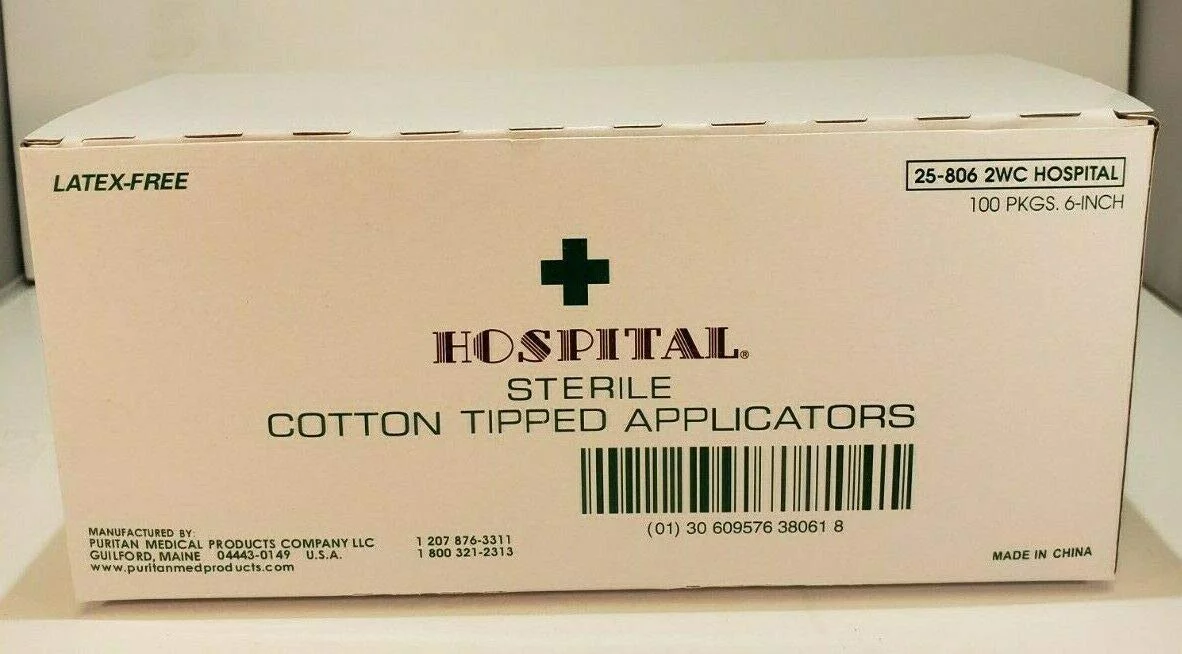 LATEX-FREE
25-806 2WC HOSPITAL
100 PKGS. 6-INCH
HOSPITAL®
STERILE
COTTON TIPPED APPLICATORS
(01) 30 609576 38061 8
MANUFACTURED BY:
PURITAN MEDICAL PRODUCTS COMPANY LLC
GUILFORD, MAINE 04443-0149 U.S.A.
www.puritanmedproducts.com
1 207 876-3311
1 800 321-2313
MADE IN CHINA